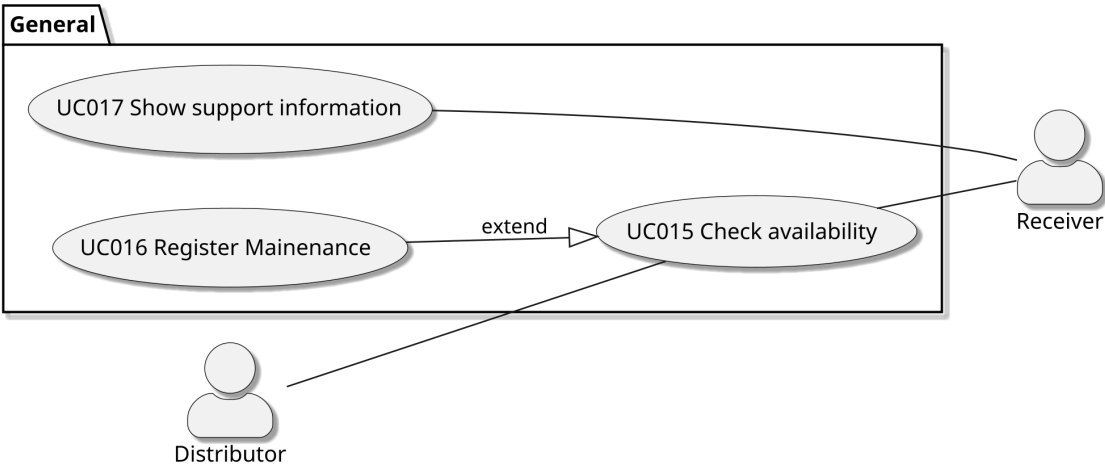 General
UC017 Show support information
Receiver
extend
UC015 Check availability
UC016 Register Mainenance
Distributor